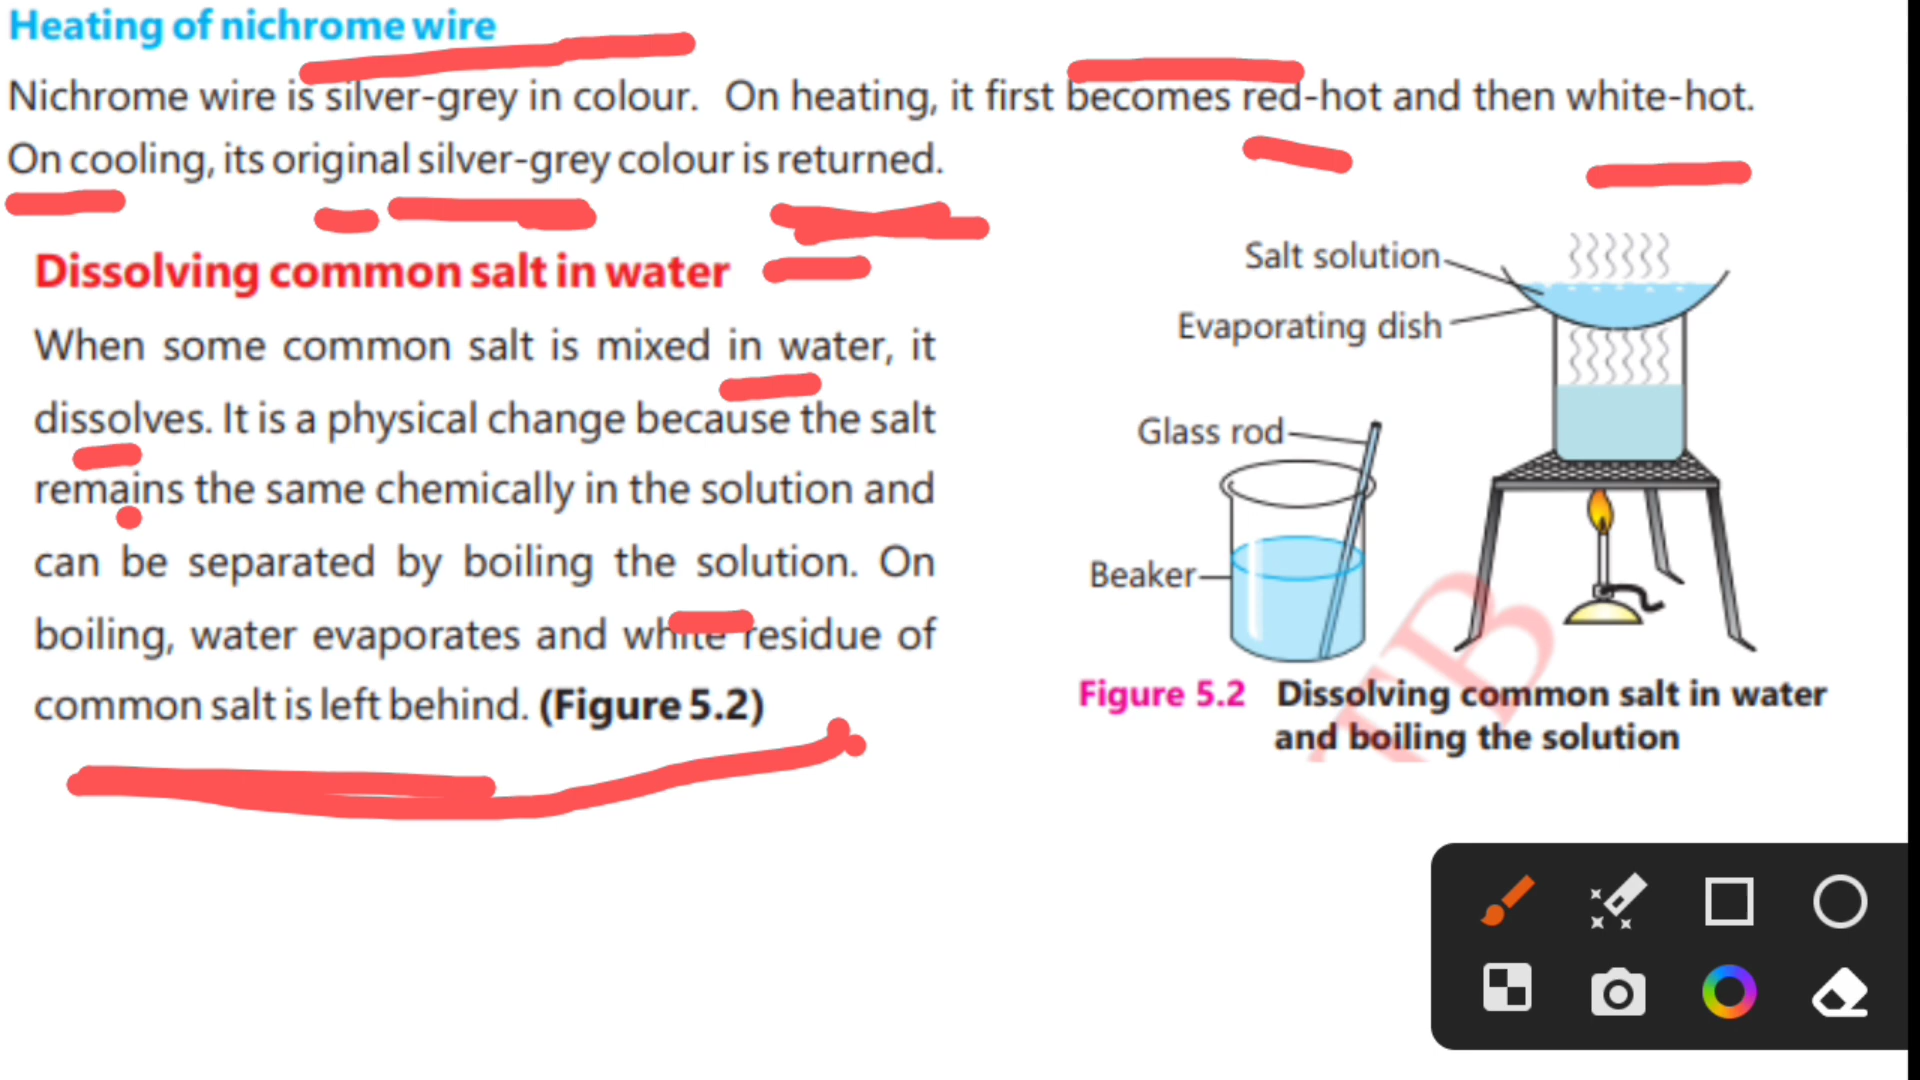 Heating of nichrome wire
Nichrome wire is silver-grey in colour. On heating, it first becomes red-hot and then white-hot.
On cooling, its original silver-grey colour is returned.
Dissolving common salt in water
When some common salt is mixed in water, it
dissolves. It is a physical change because the salt
remains the same chemically in the solution and
can be separated by boiling the solution. On
boiling, water evaporates and white residue of
common salt is left behind. (Figure 5.2)
Salt solution
Evaporating dish
Glass rod
Beaker
Figure 5.2 Dissolving common salt in water
and boiling the solution
TB